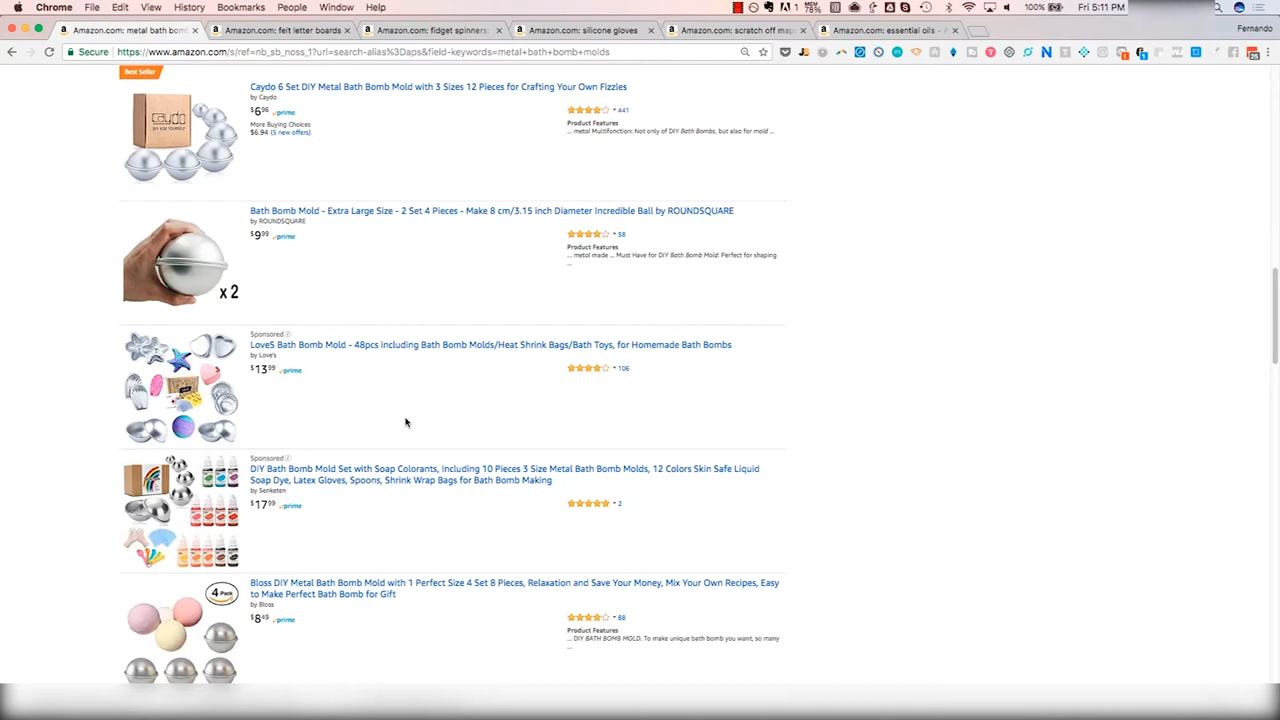 Chrome File Edit View History Bookmarks People Window Help
1 78% 100% Fri 5:11 PM
Amazon.com: metal bath bom
Amazon.com: felt letter boards
Amazon.com: fidget spinners
Amazon.com: silicone gloves
Amazon.com: scratch off map
Amazon.com: essential oils - A
Fernando
Secure https://www.amazon.com/s/ref=nb_sb_noss_1?url=search-alias%3Daps&field-keywords=metal+bath+bomb+molds
Best Seller
Caydo 6 Set DIY Metal Bath Bomb Mold with 3 Sizes 12 Pieces for Crafting Your Own Fizzles
by Caydo
$6.96 prime
More Buying Choices
$6.94 (5 new offers)
441
Product Features
... metal Multifonction: Not only of DIY Bath Bombs, but also for mold ...
caydo
Bath Bomb Mold - Extra Large Size - 2 Set 4 Pieces - Make 8 cm/3.15 inch Diameter Incredible Ball by ROUNDSQUARE
by ROUNDSQUARE
$9.99 prime
58
Product Features
... metal made ... Must Have for DIY Bath Bomb Mold: Perfect for shaping
...
x 2
Sponsored
LoveS Bath Bomb Mold - 48pcs including Bath Bomb Molds/Heat Shrink Bags/Bath Toys, for Homemade Bath Bombs
by Love's
$13.99 prime
106
Sponsored
DIY Bath Bomb Mold Set with Soap Colorants, Including 10 Pieces 3 Size Metal Bath Bomb Molds, 12 Colors Skin Safe Liquid
Soap Dye, Latex Gloves, Spoons, Shrink Wrap Bags for Bath Bomb Making
by Senketen
$17.99 prime
2
Bloss DIY Metal Bath Bomb Mold with 1 Perfect Size 4 Set 8 Pieces, Relaxation and Save Your Money, Mix Your Own Recipes, Easy
to Make Perfect Bath Bomb for Gift
by Bloss
$8.49 prime
88
Product Features
... DIY BATH BOMB MOLD. To make unique bath bomb you want, so many
...
4 Pack